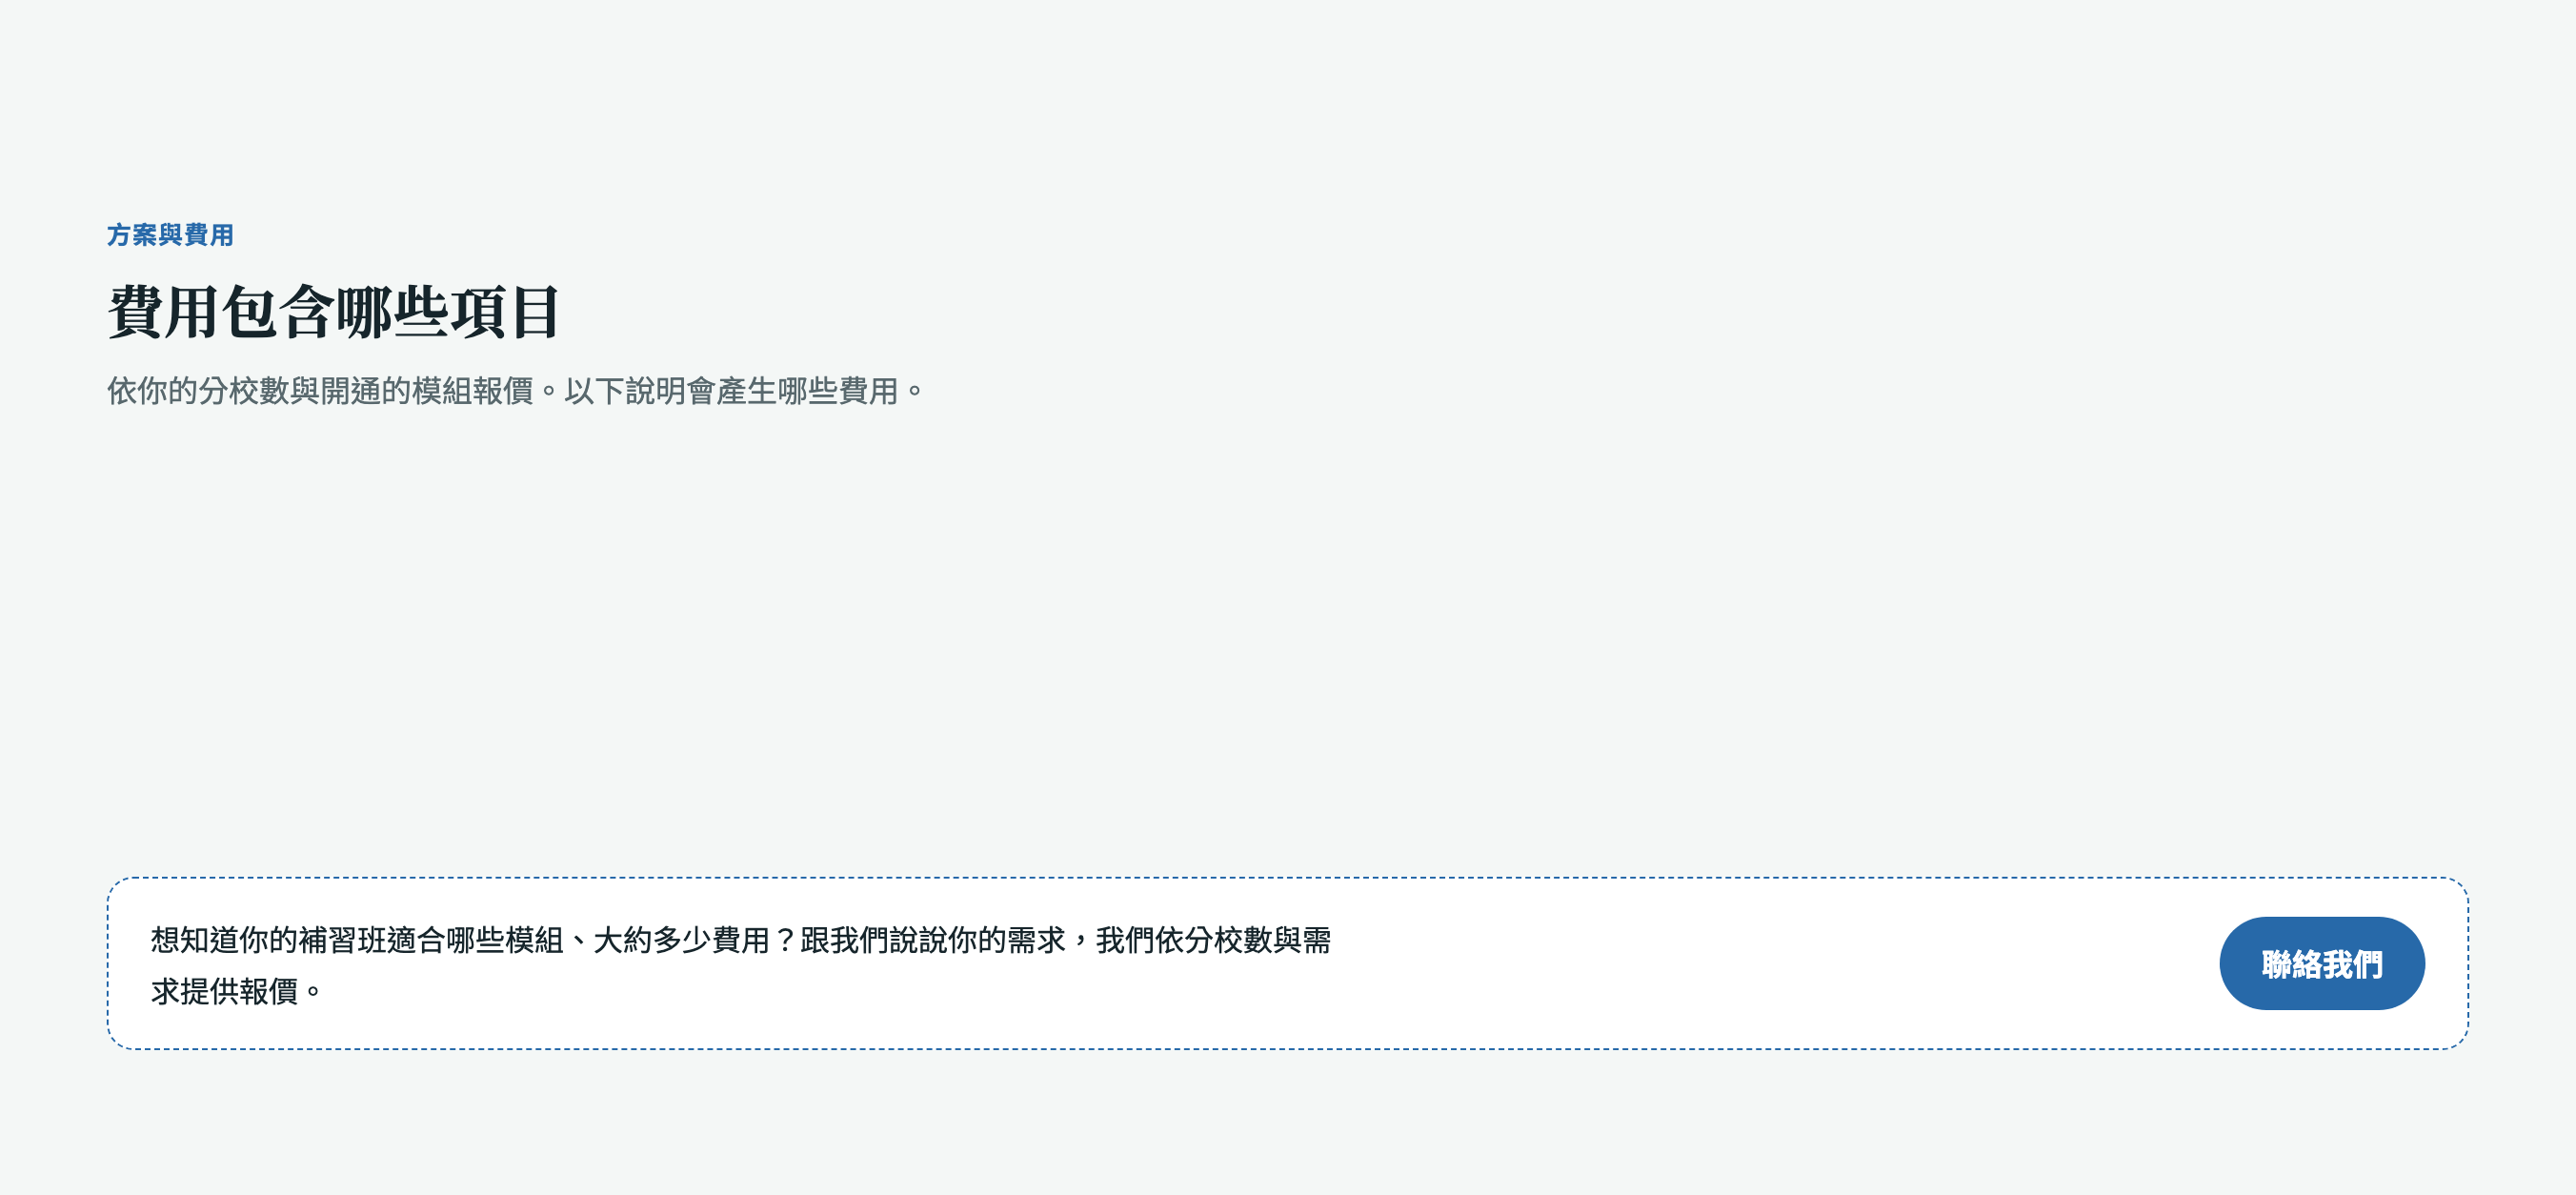 方案與費用
費用包含哪些項目
依你的分校數與開通的模組報價。以下說明會產生哪些費用。
想知道你的補習班適合哪些模組、大約多少費用？跟我們說說你的需求，我們依分校數與需
求提供報價。
聯絡我們